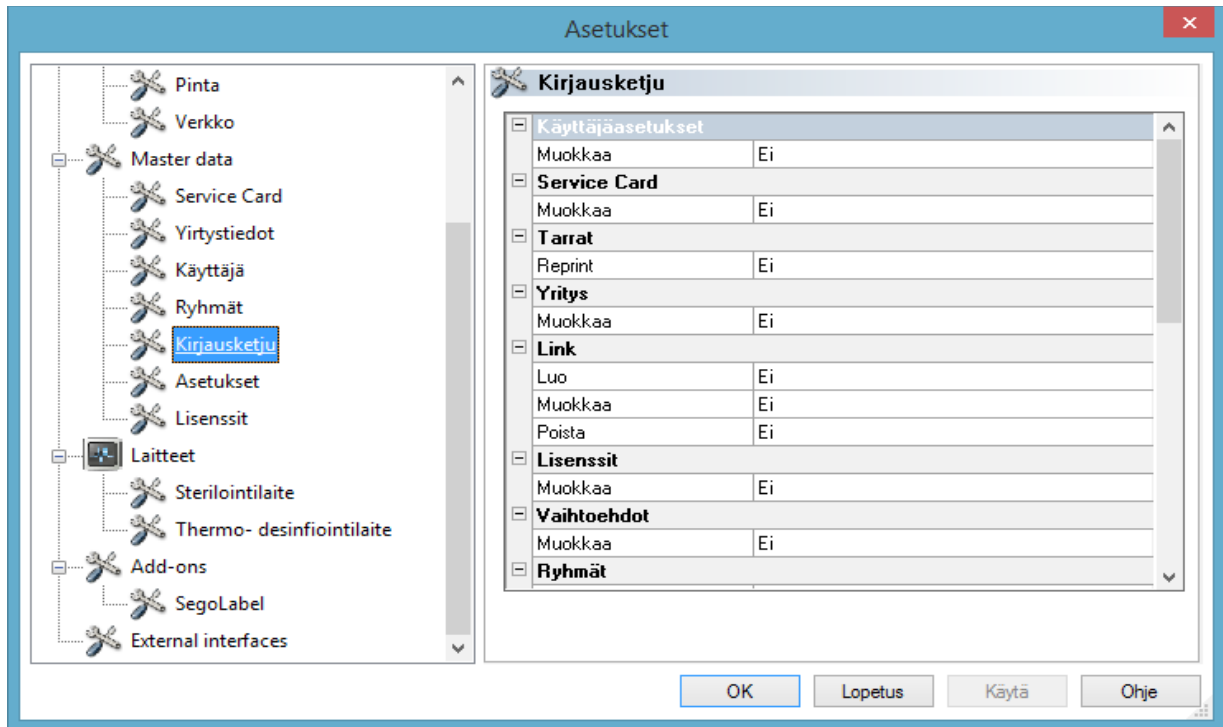 Asetukset
Pinta
Verkko
Master data
Service Card
Yirtystiedot
Käyttäjä
Ryhmät
Kirjausketju
Asetukset
Lisenssit
Laitteet
Sterilointilaite
Thermo- desinfiointilaite
Add-ons
SegoLabel
External interfaces
Kirjausketju
Käyttäjäasetukset
Muokkaa Ei
Service Card
Muokkaa Ei
Tarrat
Reprint Ei
Yritys
Muokkaa Ei
Link
Luo Ei
Muokkaa Ei
Poista Ei
Lisenssit
Muokkaa Ei
Vaihtoehdot
Muokkaa Ei
Ryhmät
OK Lopetus Käytä Ohje